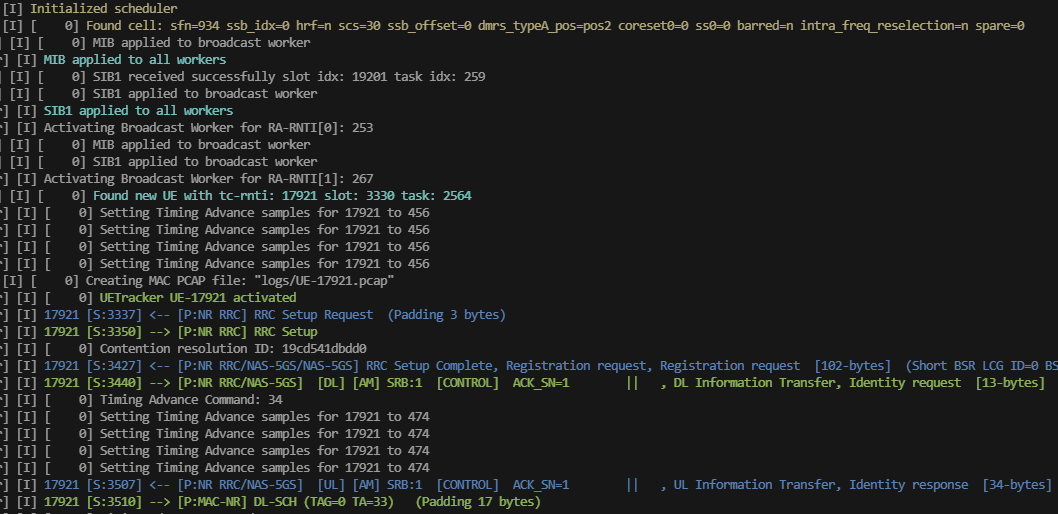 [I] Initialized scheduler
[I] [    0] Found cell: sfn=934 ssb_idx=0 hrf=n scs=30 ssb_offset=0 dmrs_typeA_pos=pos2 coreset0=0 ss0=0 barred=n intra_freq_reselection=n spare=0
] [I] [    0] MIB applied to broadcast worker
] [I] MIB applied to all workers
] [I] [    0] SIB1 received successfully slot idx: 19201 task idx: 259
] [I] [    0] SIB1 applied to broadcast worker
] [I] SIB1 applied to all workers
] [I] Activating Broadcast Worker for RA-RNTI[0]: 253
] [I] [    0] MIB applied to broadcast worker
] [I] [    0] SIB1 applied to broadcast worker
] [I] Activating Broadcast Worker for RA-RNTI[1]: 267
[I] [    0] Found new UE with tc-rnti: 17921 slot: 3330 task: 2564
] [I] [    0] Setting Timing Advance samples for 17921 to 456
] [I] [    0] Setting Timing Advance samples for 17921 to 456
] [I] [    0] Setting Timing Advance samples for 17921 to 456
] [I] [    0] Setting Timing Advance samples for 17921 to 456
[I] [    0] Creating MAC PCAP file: "logs/UE-17921.pcap"
] [I] [    0] UETracker UE-17921 activated
] [I] 17921 [S:3337] <-- [P:NR RRC] RRC Setup Request  (Padding 3 bytes)
] [I] 17921 [S:3350] --> [P:NR RRC] RRC Setup
] [I] [    0] Contention resolution ID: 19cd541dbdd0
] [I] 17921 [S:3427] <-- [P:NR RRC/NAS-5GS/NAS-5GS] RRC Setup Complete, Registration request, Registration request  [102-bytes]  (Short BSR LCG ID=0 BS
] [I] 17921 [S:3440] --> [P:NR RRC/NAS-5GS]  [DL] [AM] SRB:1  [CONTROL]  ACK_SN=1      ||   , DL Information Transfer, Identity request  [13-bytes]
] [I] [    0] Timing Advance Command: 34
] [I] [    0] Setting Timing Advance samples for 17921 to 474
] [I] [    0] Setting Timing Advance samples for 17921 to 474
] [I] [    0] Setting Timing Advance samples for 17921 to 474
] [I] [    0] Setting Timing Advance samples for 17921 to 474
] [I] 17921 [S:3507] <-- [P:NR RRC/NAS-5GS]  [UL] [AM] SRB:1  [CONTROL]  ACK_SN=1      ||   , UL Information Transfer, Identity response  [34-bytes]
] [I] 17921 [S:3510] --> [P:MAC-NR] DL-SCH (TAG=0 TA=33)   (Padding 17 bytes)